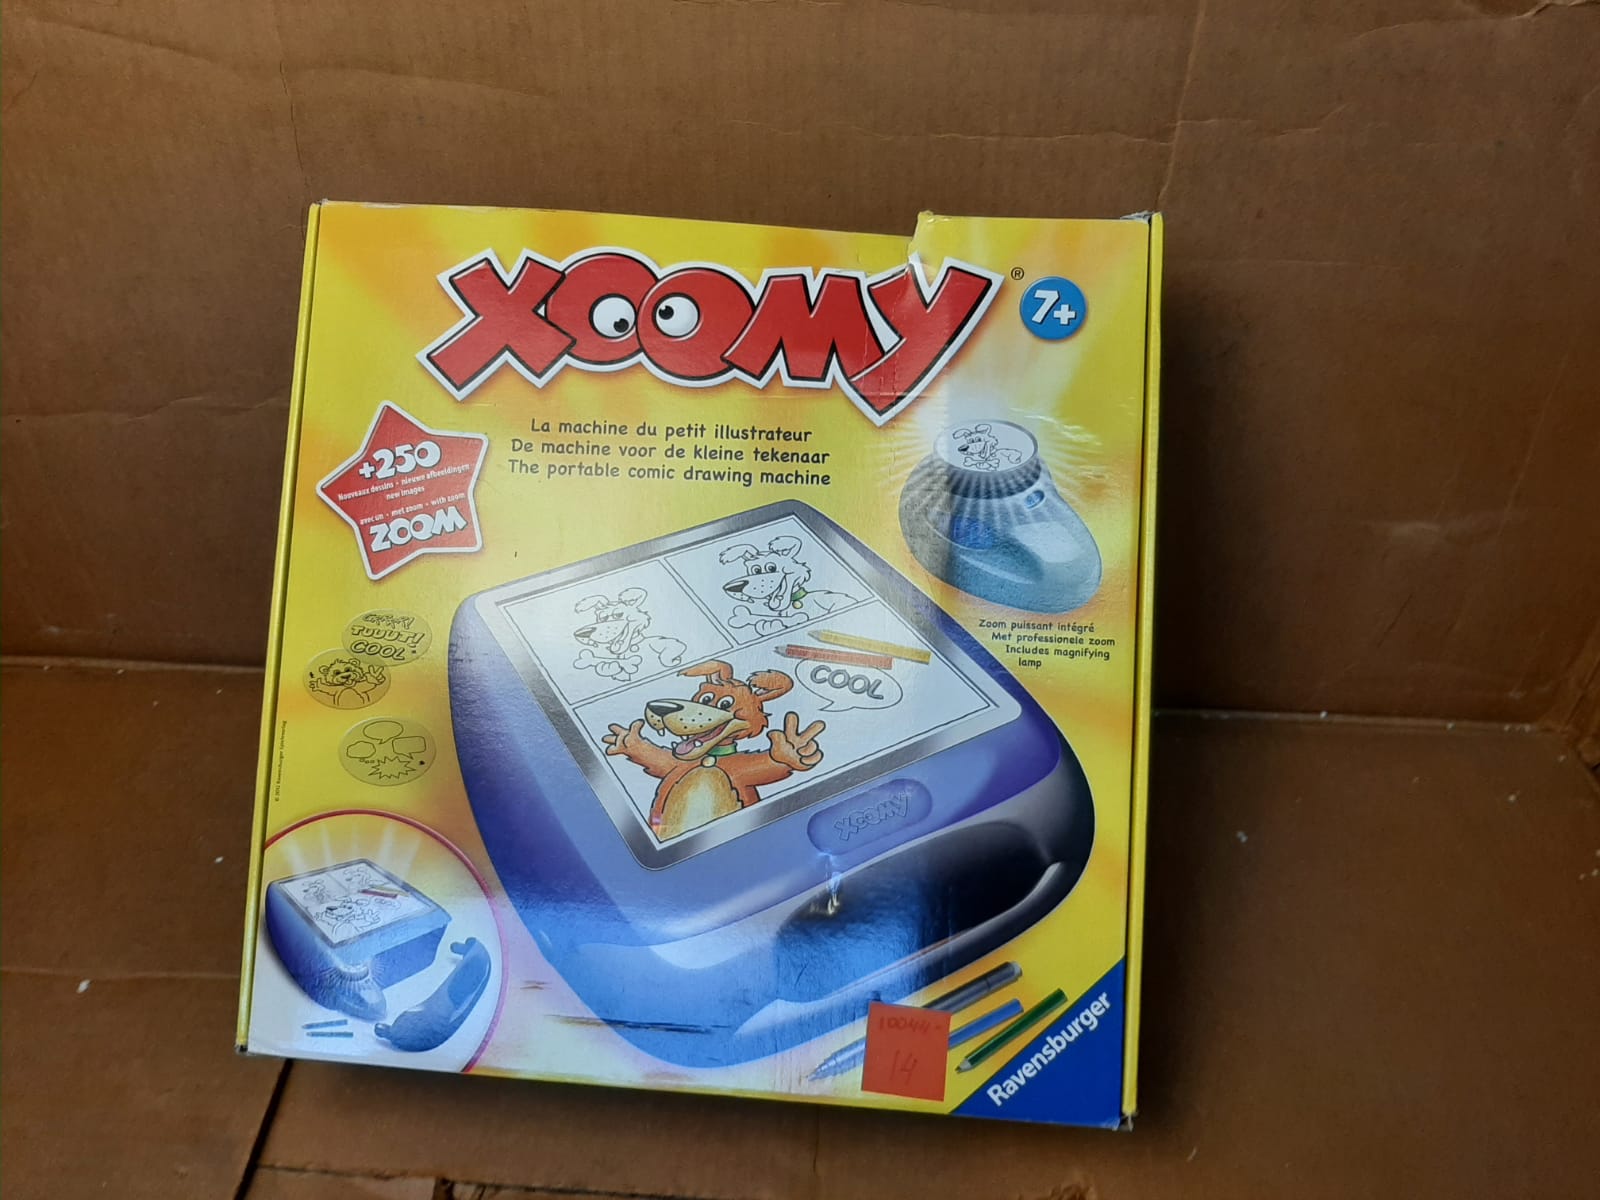 XOOMY®
7+
La machine du petit illustrateur
De machine voor de kleine tekenaar
The portable comic drawing machine
+250
Nouveaux dessins • nieuwe afbeeldingen
new images
avec un • met zoom • with zoom
ZOOM
TUUUT!
COOL
Zoom puissant intégré
Met professionele zoom
Includes magnifying
lamp
COOL
XOOMY
Ravensburger
14